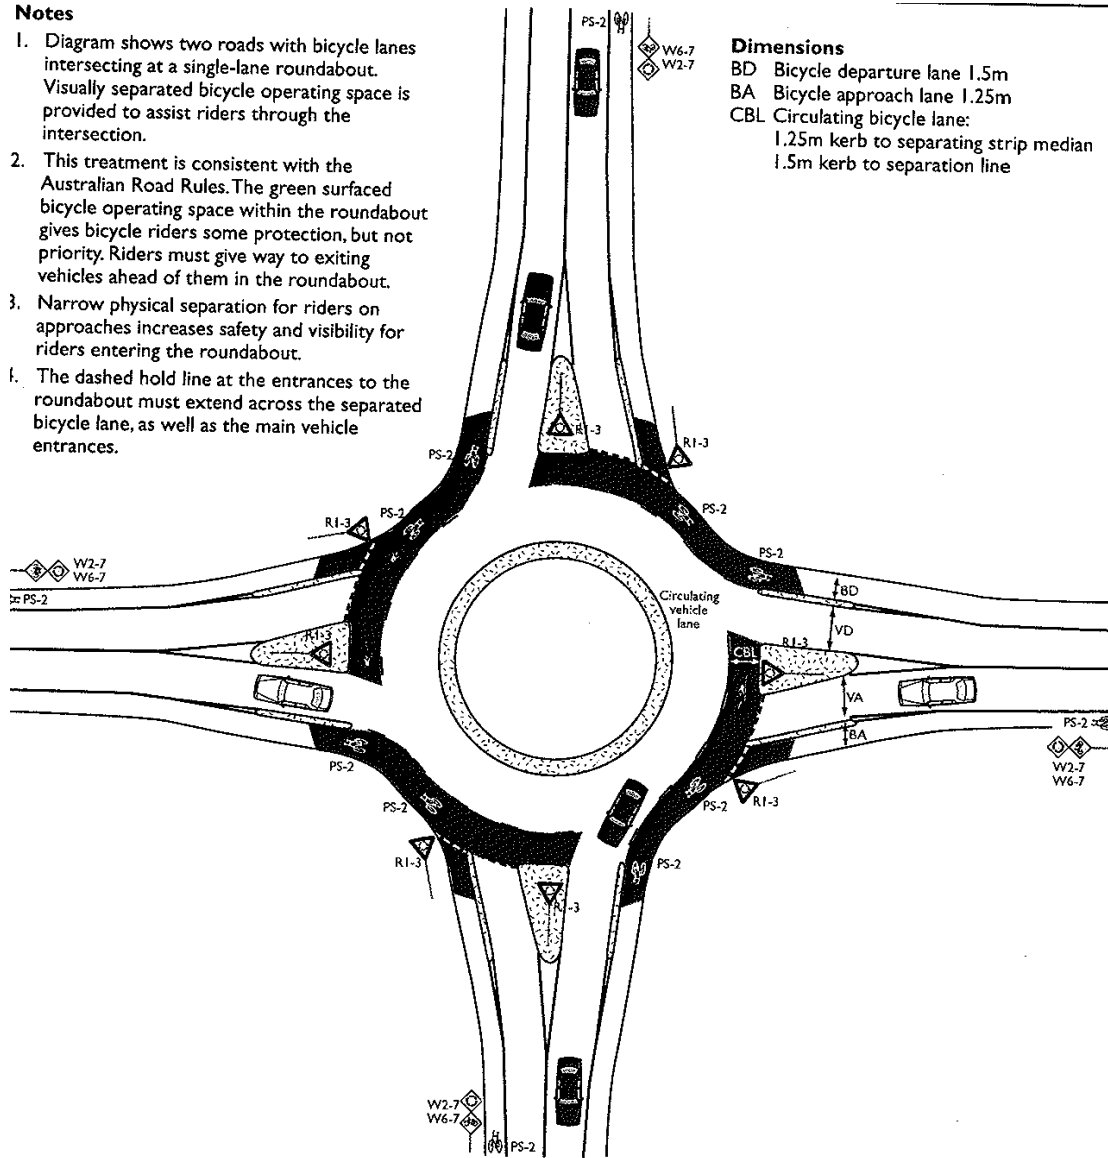 Notes
1. Diagram shows two roads with bicycle lanes
intersecting at a single-lane roundabout.
Visually separated bicycle operating space is
provided to assist riders through the
intersection.
2. This treatment is consistent with the
Australian Road Rules. The green surfaced
bicycle operating space within the roundabout
gives bicycle riders some protection, but not
priority. Riders must give way to exiting
vehicles ahead of them in the roundabout.
3. Narrow physical separation for riders on
approaches increases safety and visibility for
riders entering the roundabout.
The dashed hold line at the entrances to the
roundabout must extend across the separated
bicycle lane, as well as the main vehicle
entrances.
PS-2
W6-7
W2-7
Dimensions
BD Bicycle departure lane 1.5m
BA Bicycle approach lane 1.25m
CBL Circulating bicycle lane:
1.25m kerb to separating strip median
1.5m kerb to separation line
R1-3
R1-3
PS-2
PS-2
PS-2
R1-3
PS-2
W2-7
W6-7
PS-2
BD
Circulating
vehicle
lane
VD
R1-3
R1-3
CBL
VA
BA
PS-2
W2-7
W6-7
PS-2
PS-2
PS-2
R1-3
R1-3
PS-2
R1-3
W2-7
W6-7
PS-2